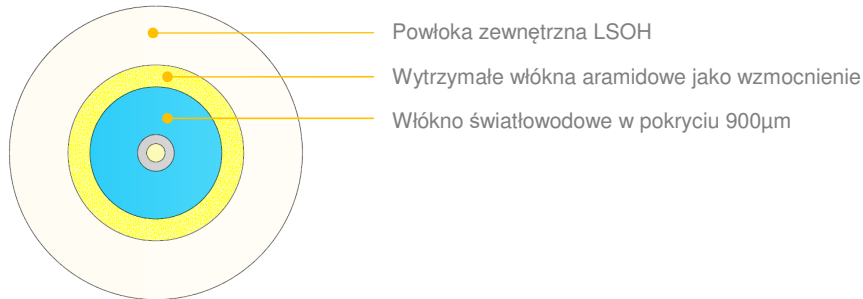 Powłoka zewnętrzna LSOH
Wytrzymałe włókna aramidowe jako wzmocnienie
Włókno światłowodowe w pokryciu 900µm